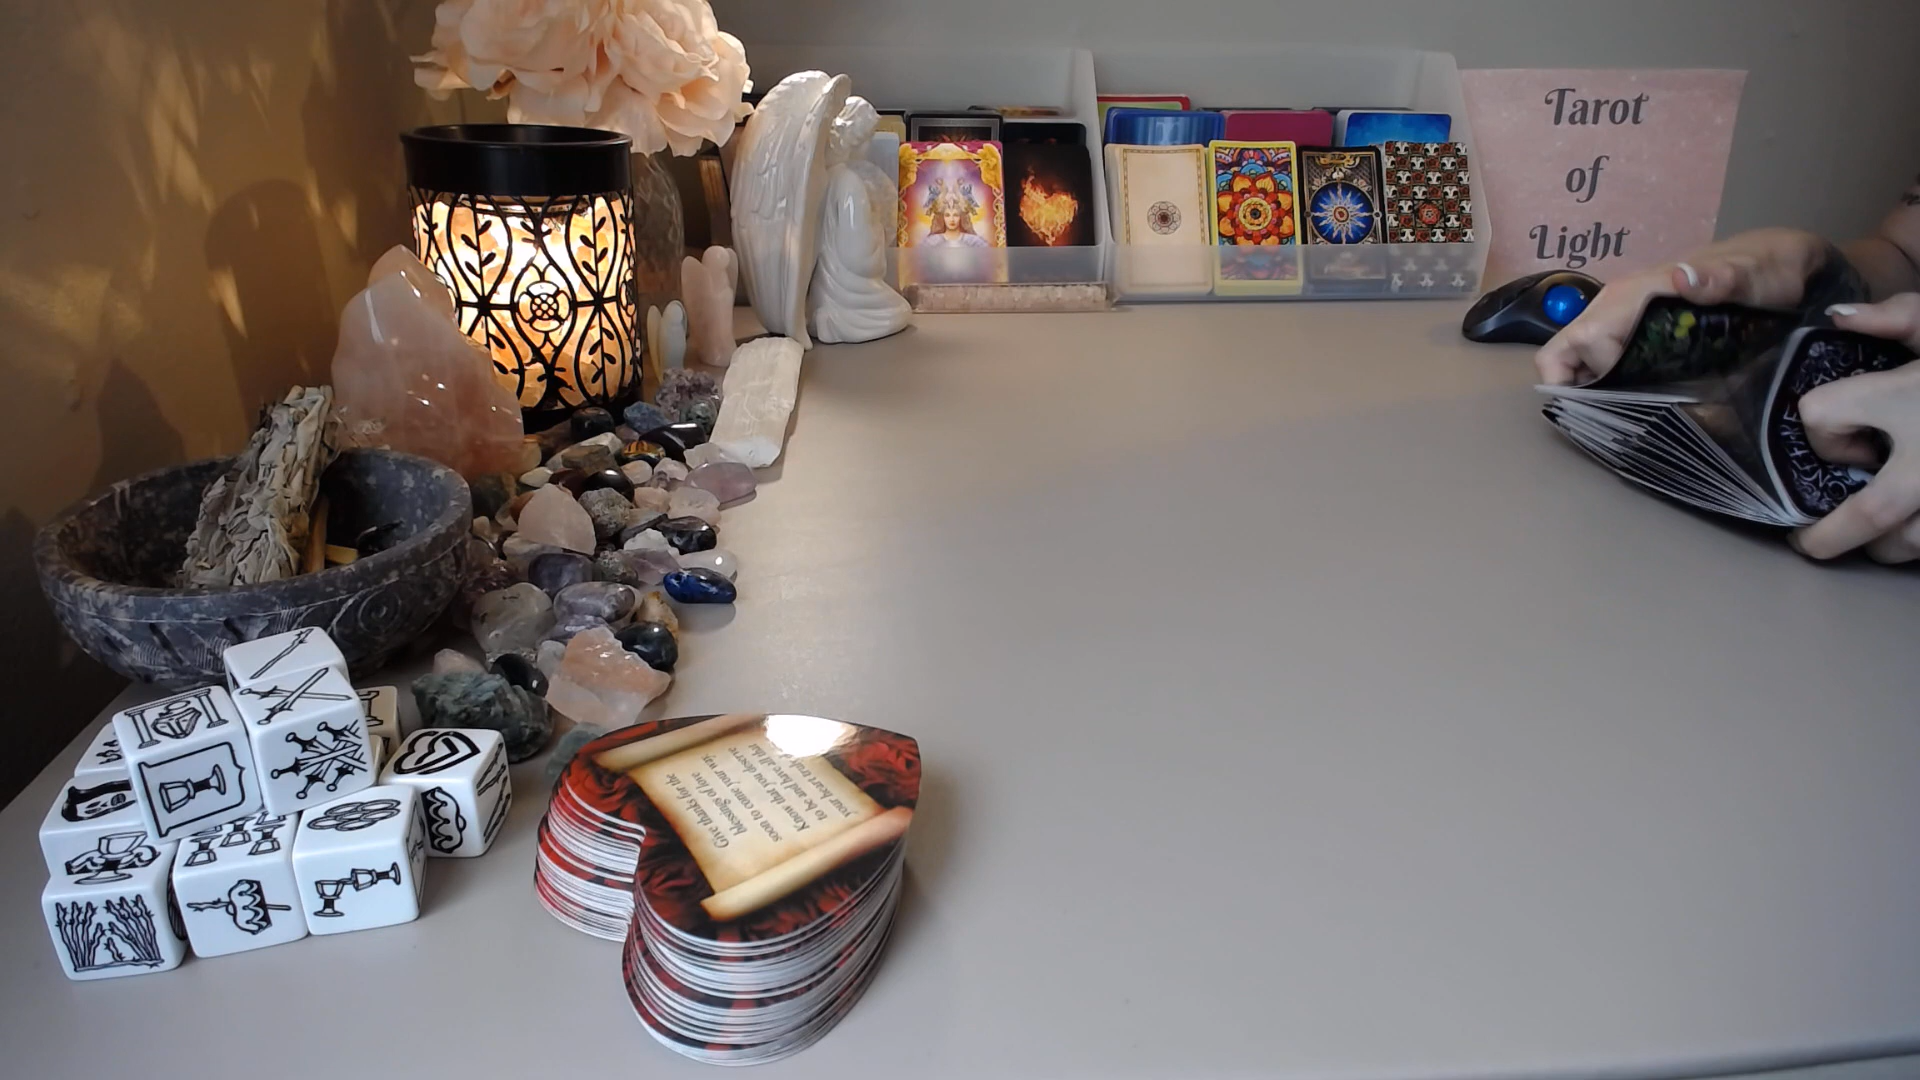 Tarot
of
Light
Give thanks for the
blessings of love
soon to come your way.
Know that you deserve
to be and have all that
your heart truly